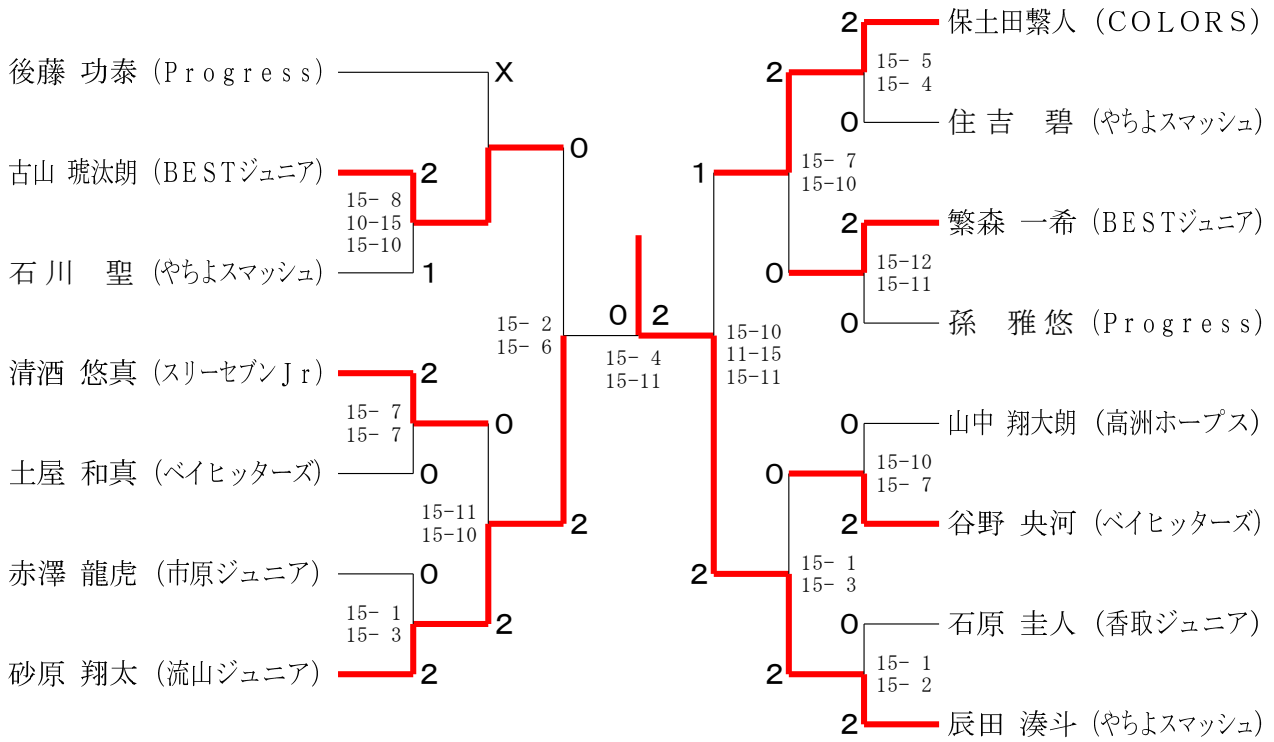 後藤 功泰 (Progress)
X
古山 琥汰朗 (BESTジュニア)
2
15- 8
10-15
15-10
0
石川 聖 (やちよスマッシュ)
1
清酒 悠真 (スリーセブンJr)
2
15- 7
15- 7
0
土屋 和真 (ベイヒッターズ)
0
15-11
15-10
赤澤 龍虎 (市原ジュニア)
0
15- 1
15- 3
2
砂原 翔太 (流山ジュニア)
2
15- 2
15- 6
2
0 2
15- 4
15-11
2 保土田繋人 (COLORS)
15- 5
15- 4
2
0 住吉 碧 (やちよスマッシュ)
1
15- 7
15-10
2 繁森 一希 (BESTジュニア)
15-12
15-11
0
0 孫 雅悠 (Progress)
15-10
11-15
15-11
0 山中 翔大朗 (高洲ホープス)
15-10
15- 7
0
2 谷野 央河 (ベイヒッターズ)
2
15- 1
15- 3
0 石原 圭人 (香取ジュニア)
15- 1
15- 2
2
2 辰田 湊斗 (やちよスマッシュ)